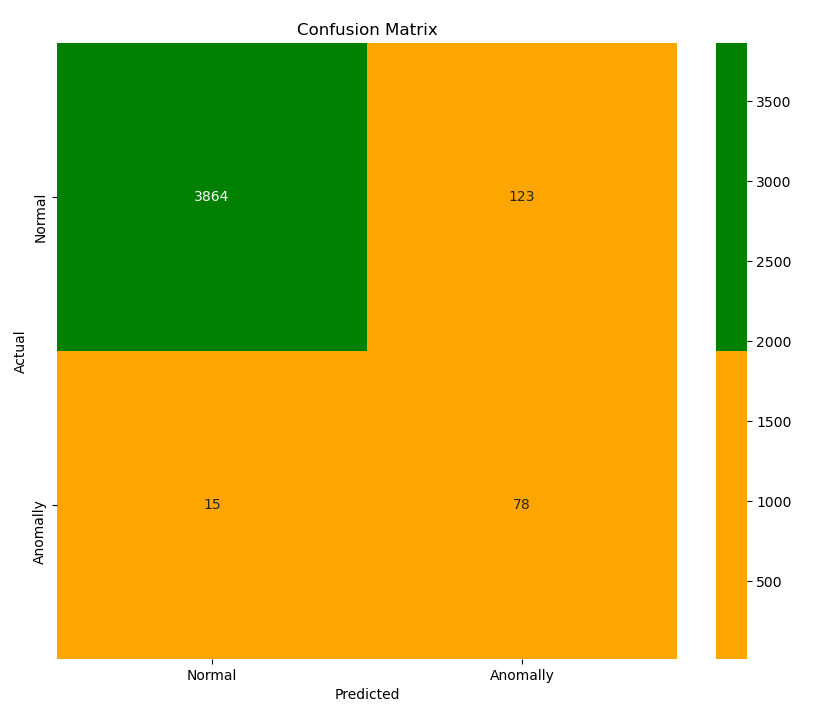 Confusion Matrix
Normal
3864
123
Actual
Anomally
15
78
Normal
Anomally
Predicted
3500
3000
2500
2000
1500
1000
500